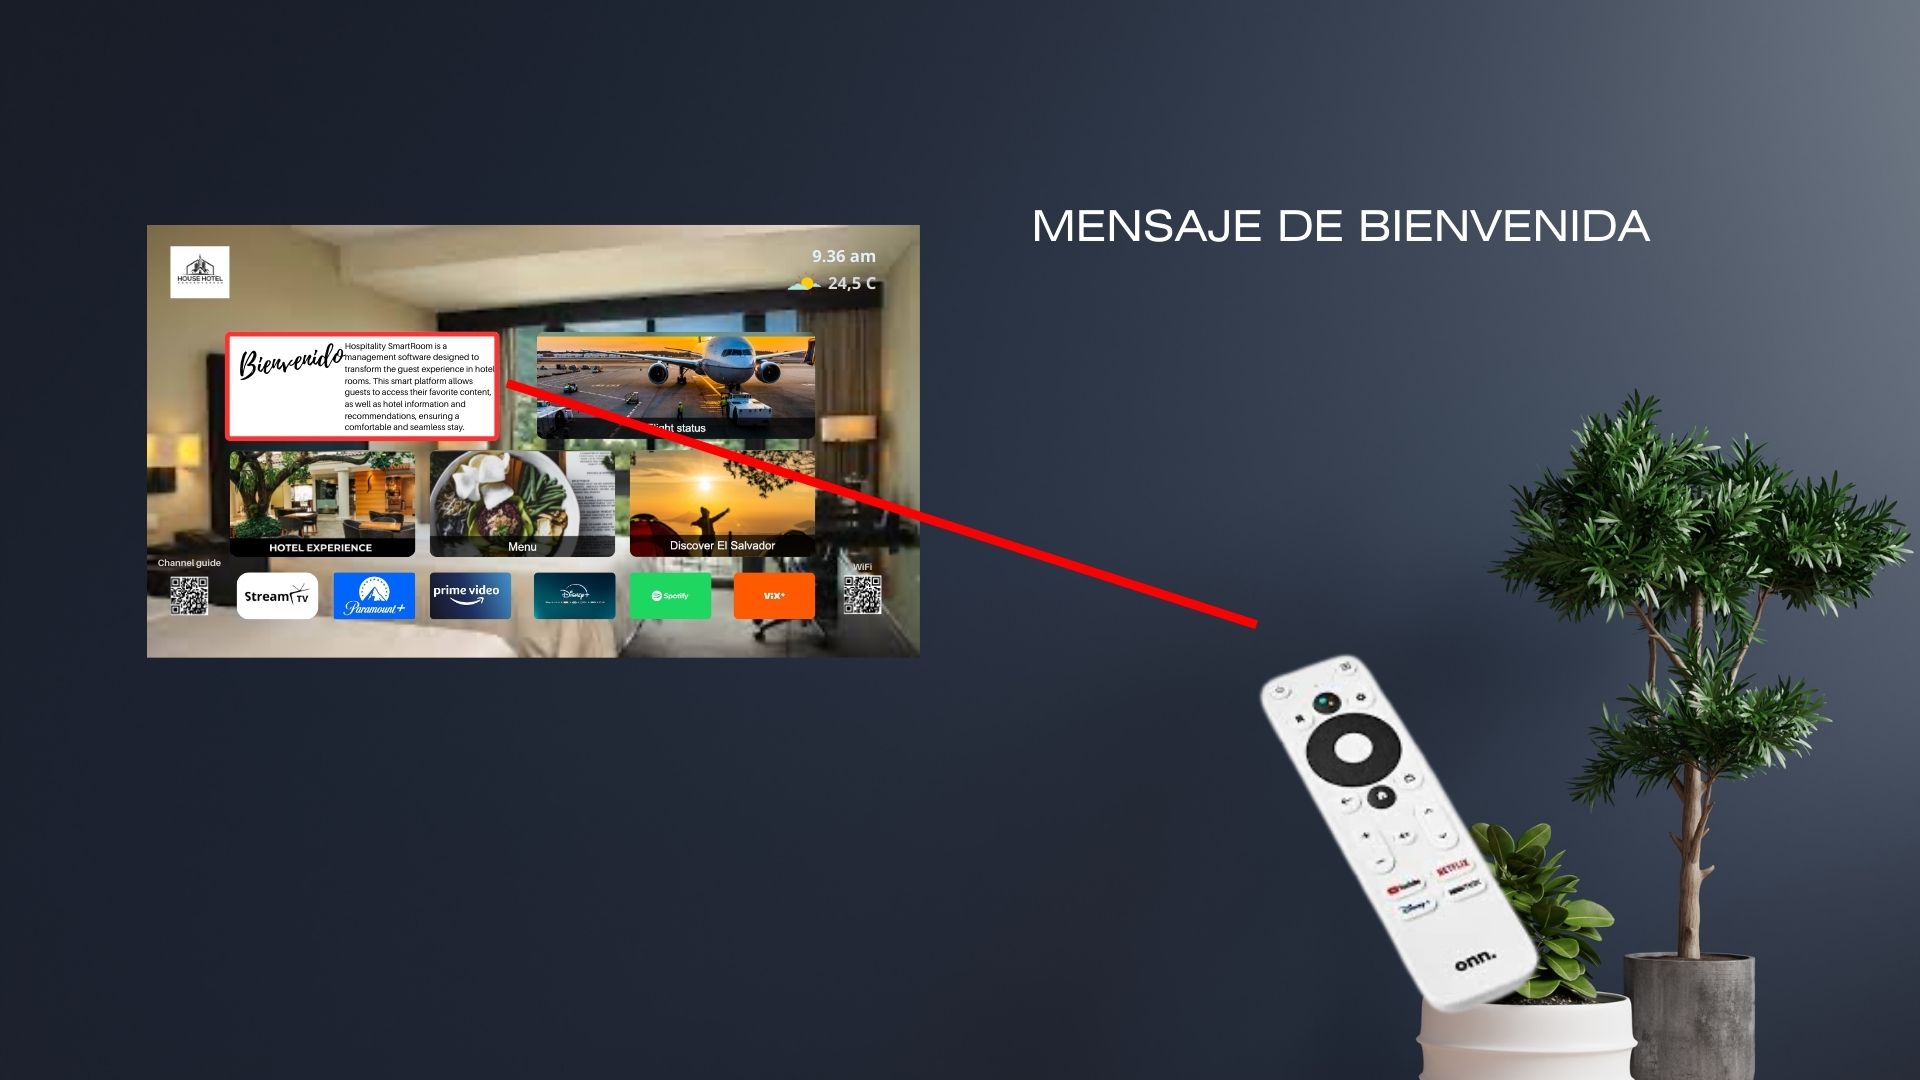 MENSAJE DE BIENVENIDA
HOUSE HOTEL
9.36 am
24,5 C
Bienvenido
Hospitality SmartRoom is a
management software designed to
transform the guest experience in hotel
rooms. This smart platform allows
guests to access their favorite content,
as well as hotel information and
recommendations, ensuring a
comfortable and seamless stay.
Flight status
HOTEL EXPERIENCE
Menu
Discover El Salvador
Channel guide
WiFi
Stream TV
Paramount+
prime video
Disney+
Spotify
ViX+
YouTube
NETFLIX
Disney+
onn.